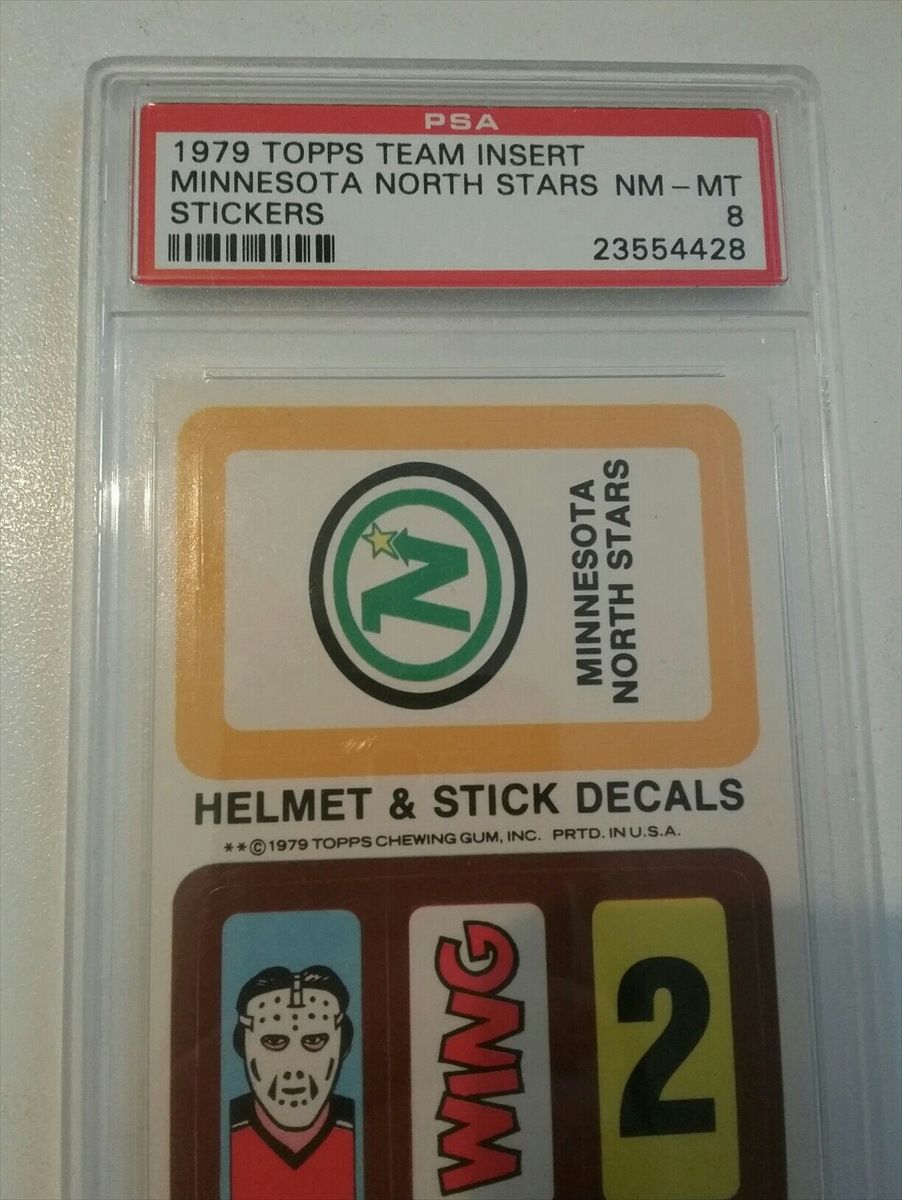 PSA
1979 TOPPS TEAM INSERT
MINNESOTA NORTH STARS NM-MT
STICKERS 8
23554428
N
MINNESOTA
NORTH STARS
HELMET & STICK DECALS
**©1979 TOPPS CHEWING GUM, INC. PRTD. IN U.S.A.
WING
2